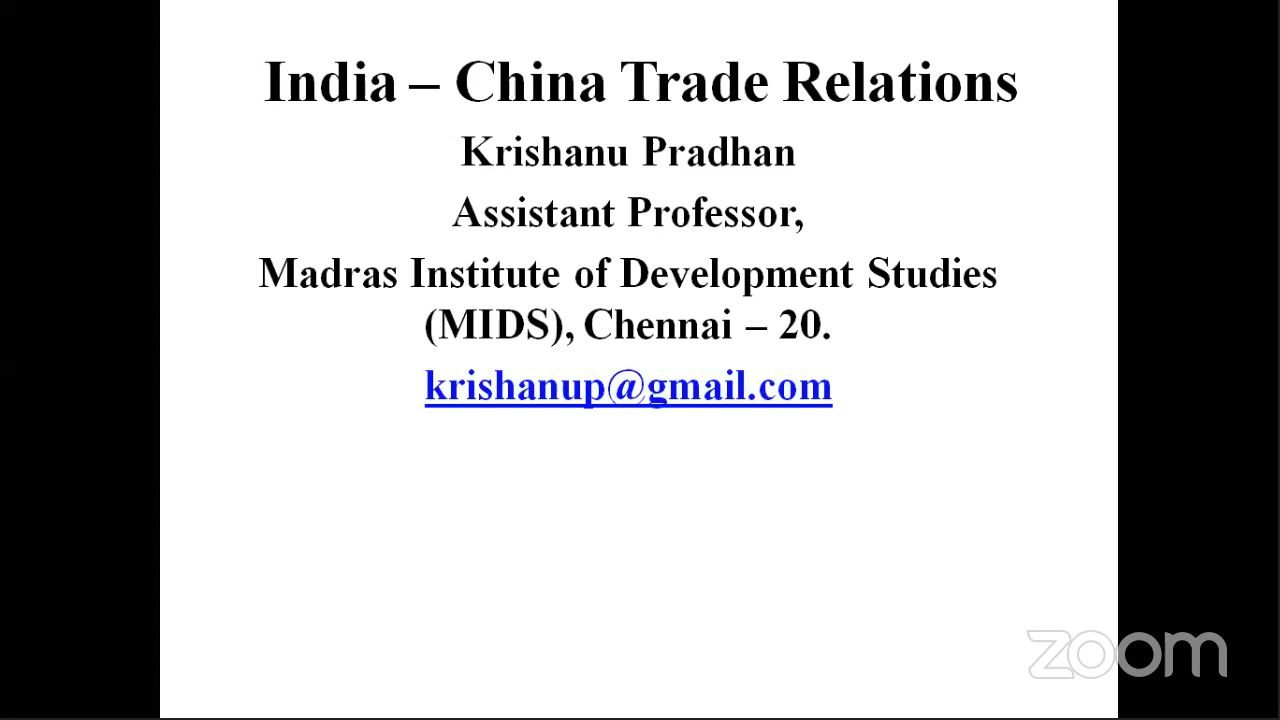 India – China Trade Relations
Krishanu Pradhan
Assistant Professor,
Madras Institute of Development Studies
(MIDS), Chennai – 20.
krishanup@gmail.com
zoom